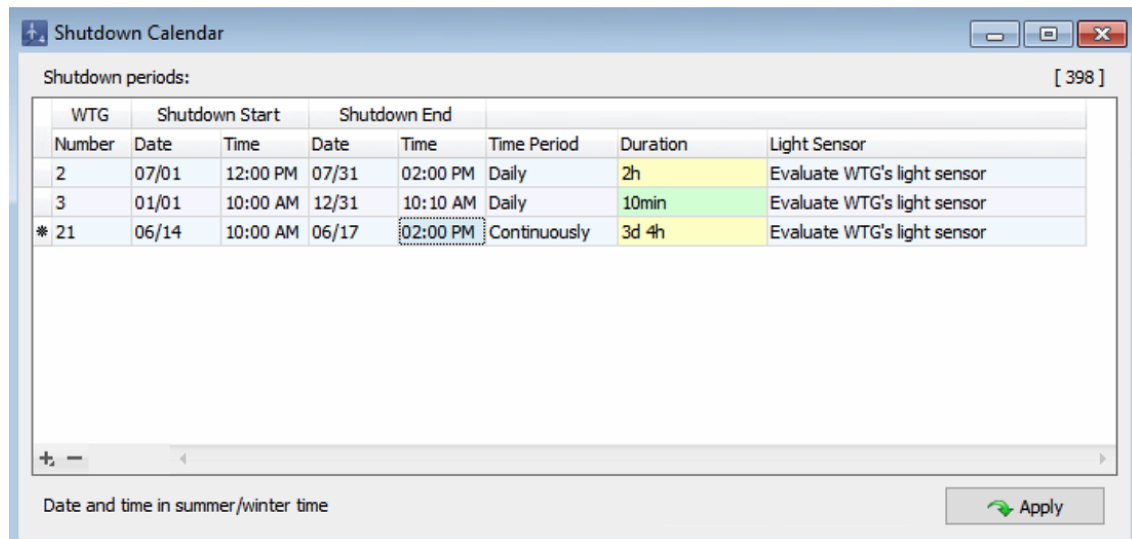 Shutdown Calendar
Shutdown periods: [ 398 ]
WTG Shutdown Start Shutdown End
Number Date Time Date Time Time Period Duration Light Sensor
2 07/01 12:00 PM 07/31 02:00 PM Daily 2h Evaluate WTG's light sensor
3 01/01 10:00 AM 12/31 10:10 AM Daily 10min Evaluate WTG's light sensor
* 21 06/14 10:00 AM 06/17 02:00 PM Continuously 3d 4h Evaluate WTG's light sensor
Date and time in summer/winter time Apply